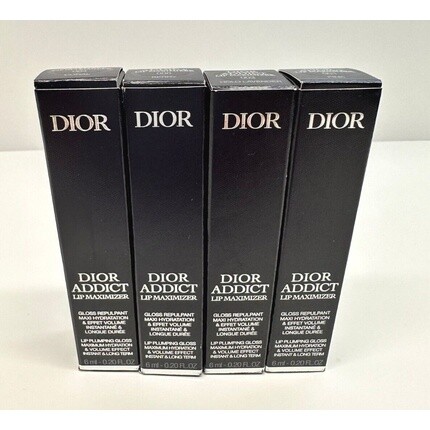 DIOR
DIOR
ADDICT
LIP MAXIMIZER
GLOSS REPULPANT
MAXI HYDRATATION
& EFFET VOLUME
INSTANTANÉ &
LONGUE DURÉE
LIP PLUMPING GLOSS
MAXIMUM HYDRATION
& VOLUME EFFECT
INSTANT & LONG TERM
6 ml - 0.20 FL.OZ
DIOR
DIOR
ADDICT
LIP MAXIMIZER
GLOSS REPULPANT
MAXI HYDRATATION
& EFFET VOLUME
INSTANTANÉ &
LONGUE DURÉE
LIP PLUMPING GLOSS
MAXIMUM HYDRATION
& VOLUME EFFECT
INSTANT & LONG TERM
6 ml - 0.20 FL.OZ
DIOR
DIOR
ADDICT
LIP MAXIMIZER
GLOSS REPULPANT
MAXI HYDRATATION
& EFFET VOLUME
INSTANTANÉ &
LONGUE DURÉE
LIP PLUMPING GLOSS
MAXIMUM HYDRATION
& VOLUME EFFECT
INSTANT & LONG TERM
6 ml - 0.20 FL.OZ
DIOR
DIOR
ADDICT
LIP MAXIMIZER
GLOSS REPULPANT
MAXI HYDRATATION
& EFFET VOLUME
INSTANTANÉ &
LONGUE DURÉE
LIP PLUMPING GLOSS
MAXIMUM HYDRATION
& VOLUME EFFECT
INSTANT & LONG TERM
6 ml - 0.20 FL.OZ